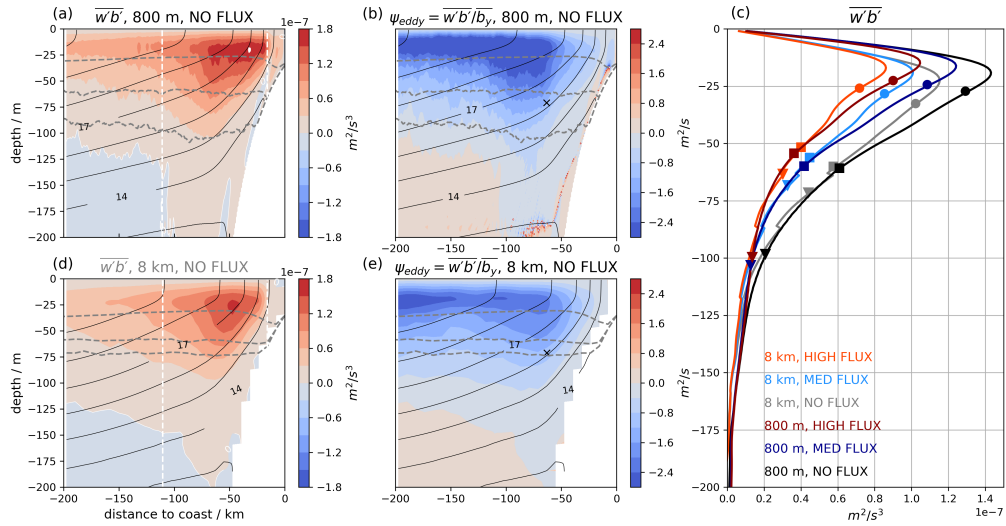 (a) w′b′, 800 m, NO FLUX 1e−7
(b) ψeddy = w′b′/by, 800 m, NO FLUX
(c) w′b′
depth / m
0
−25
−50
−75
−100
−125
−150
−175
−200
17
14
1.8
1.2
0.6
0.0
−0.6
−1.2
−1.8
m²/s³
−200 −150 −100 −50 0
17
14
2.4
1.6
0.8
0.0
−0.8
−1.6
−2.4
m²/s
(d) w′b′, 8 km, NO FLUX 1e−7
(e) ψeddy = w′b′/by, 8 km, NO FLUX
depth / m
0
−25
−50
−75
−100
−125
−150
−175
−200
17
14
−200 −150 −100 −50 0
distance to coast / km
1.8
1.2
0.6
0.0
−0.6
−1.2
−1.8
m²/s³
17
14
−200 −150 −100 −50 0
2.4
1.6
0.8
0.0
−0.8
−1.6
−2.4
m²/s
0
−25
−50
−75
−100
−125
−150
−175
−200
8 km, HIGH FLUX
8 km, MED FLUX
8 km, NO FLUX
800 m, HIGH FLUX
800 m, MED FLUX
800 m, NO FLUX
0.0 0.2 0.4 0.6 0.8 1.0 1.2 1.4
1e−7
m²/s³